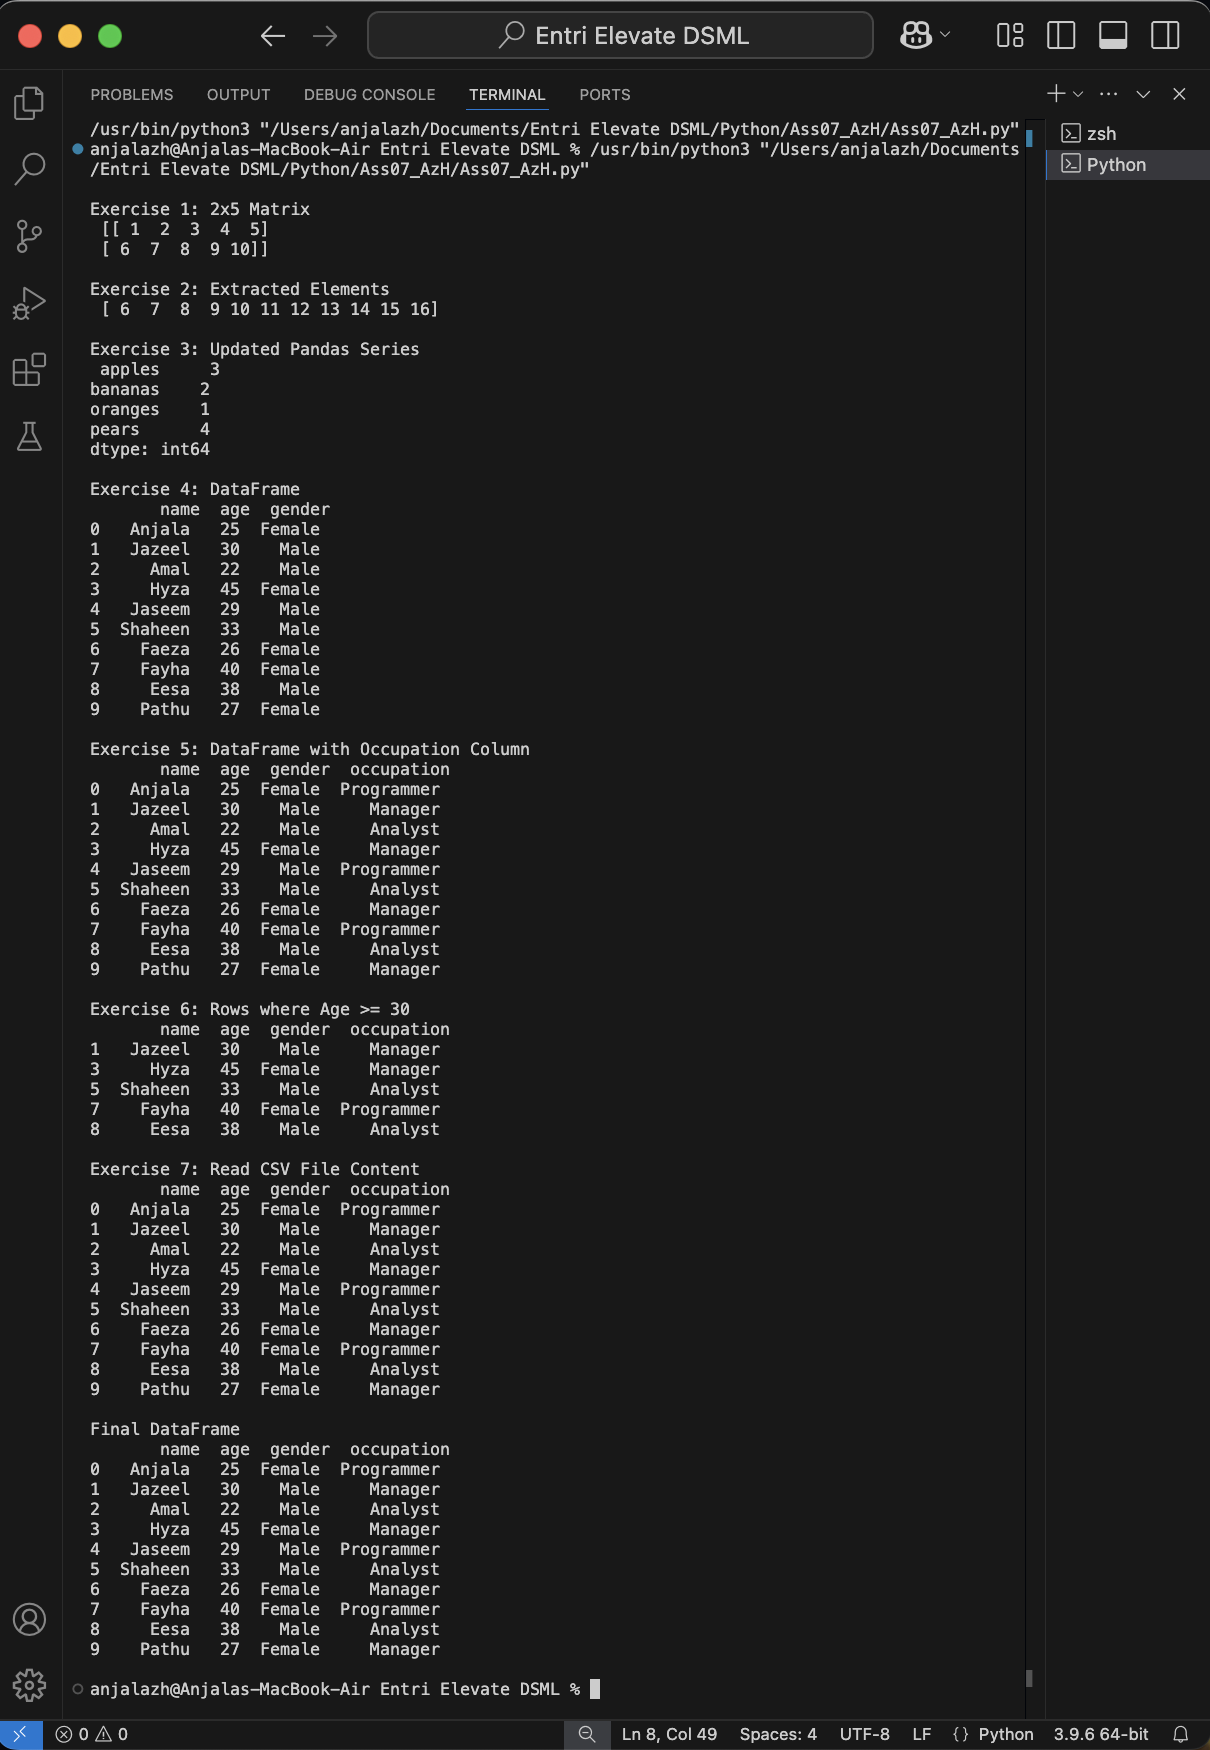 Entri Elevate DSML
PROBLEMS OUTPUT DEBUG CONSOLE TERMINAL PORTS
/usr/bin/python3 "/Users/anjalazh/Documents/Entri Elevate DSML/Python/Ass07_AzH/Ass07_AzH.py"
anjalazh@Anjalas-MacBook-Air Entri Elevate DSML % /usr/bin/python3 "/Users/anjalazh/Documents
/Entri Elevate DSML/Python/Ass07_AzH/Ass07_AzH.py"
zsh
Python
Exercise 1: 2x5 Matrix
 [[ 1  2  3  4  5]
 [ 6  7  8  9 10]]
Exercise 2: Extracted Elements
 [ 6  7  8  9 10 11 12 13 14 15 16]
Exercise 3: Updated Pandas Series
 apples     3
bananas    2
oranges    1
pears      4
dtype: int64
Exercise 4: DataFrame
       name  age  gender
0   Anjala   25  Female
1   Jazeel   30    Male
2     Amal   22    Male
3     Hyza   45  Female
4   Jaseem   29    Male
5  Shaheen   33    Male
6    Faeza   26  Female
7    Fayha   40  Female
8     Eesa   38    Male
9    Pathu   27  Female
Exercise 5: DataFrame with Occupation Column
       name  age  gender  occupation
0   Anjala   25  Female  Programmer
1   Jazeel   30    Male     Manager
2     Amal   22    Male     Analyst
3     Hyza   45  Female     Manager
4   Jaseem   29    Male  Programmer
5  Shaheen   33    Male     Analyst
6    Faeza   26  Female     Manager
7    Fayha   40  Female  Programmer
8     Eesa   38    Male     Analyst
9    Pathu   27  Female     Manager
Exercise 6: Rows where Age >= 30
       name  age  gender  occupation
1   Jazeel   30    Male     Manager
3     Hyza   45  Female     Manager
5  Shaheen   33    Male     Analyst
7    Fayha   40  Female  Programmer
8     Eesa   38    Male     Analyst
Exercise 7: Read CSV File Content
       name  age  gender  occupation
0   Anjala   25  Female  Programmer
1   Jazeel   30    Male     Manager
2     Amal   22    Male     Analyst
3     Hyza   45  Female     Manager
4   Jaseem   29    Male  Programmer
5  Shaheen   33    Male     Analyst
6    Faeza   26  Female     Manager
7    Fayha   40  Female  Programmer
8     Eesa   38    Male     Analyst
9    Pathu   27  Female     Manager
Final DataFrame
       name  age  gender  occupation
0   Anjala   25  Female  Programmer
1   Jazeel   30    Male     Manager
2     Amal   22    Male     Analyst
3     Hyza   45  Female     Manager
4   Jaseem   29    Male  Programmer
5  Shaheen   33    Male     Analyst
6    Faeza   26  Female     Manager
7    Fayha   40  Female  Programmer
8     Eesa   38    Male     Analyst
9    Pathu   27  Female     Manager
anjalazh@Anjalas-MacBook-Air Entri Elevate DSML %
0 0 Ln 8, Col 49 Spaces: 4 UTF-8 LF {} Python 3.9.6 64-bit